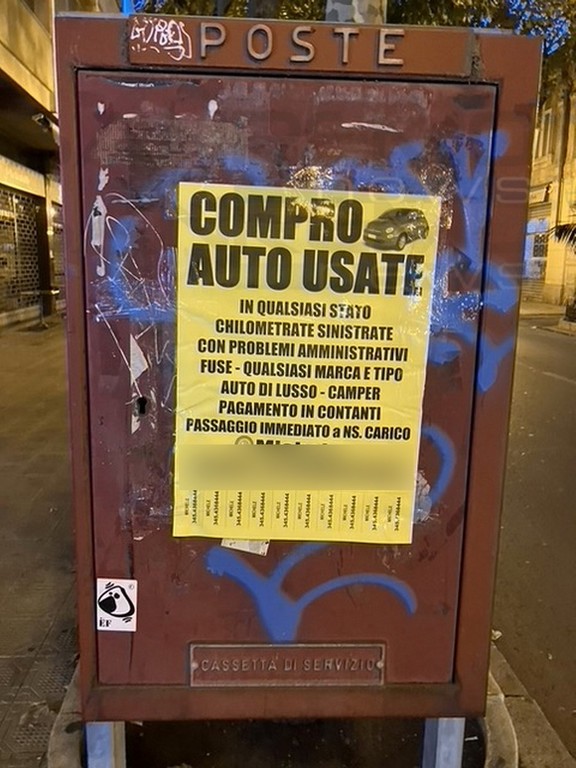 POSTE
COMPRO
AUTO USATE
IN QUALSIASI STATO
CHILOMETRATE SINISTRATE
CON PROBLEMI AMMINISTRATIVI
FUSE - QUALSIASI MARCA E TIPO
AUTO DI LUSSO - CAMPER
PAGAMENTO IN CONTANTI
PASSAGGIO IMMEDIATO a NS. CARICO
ÈF
CASSETTA DI SERVIZIO